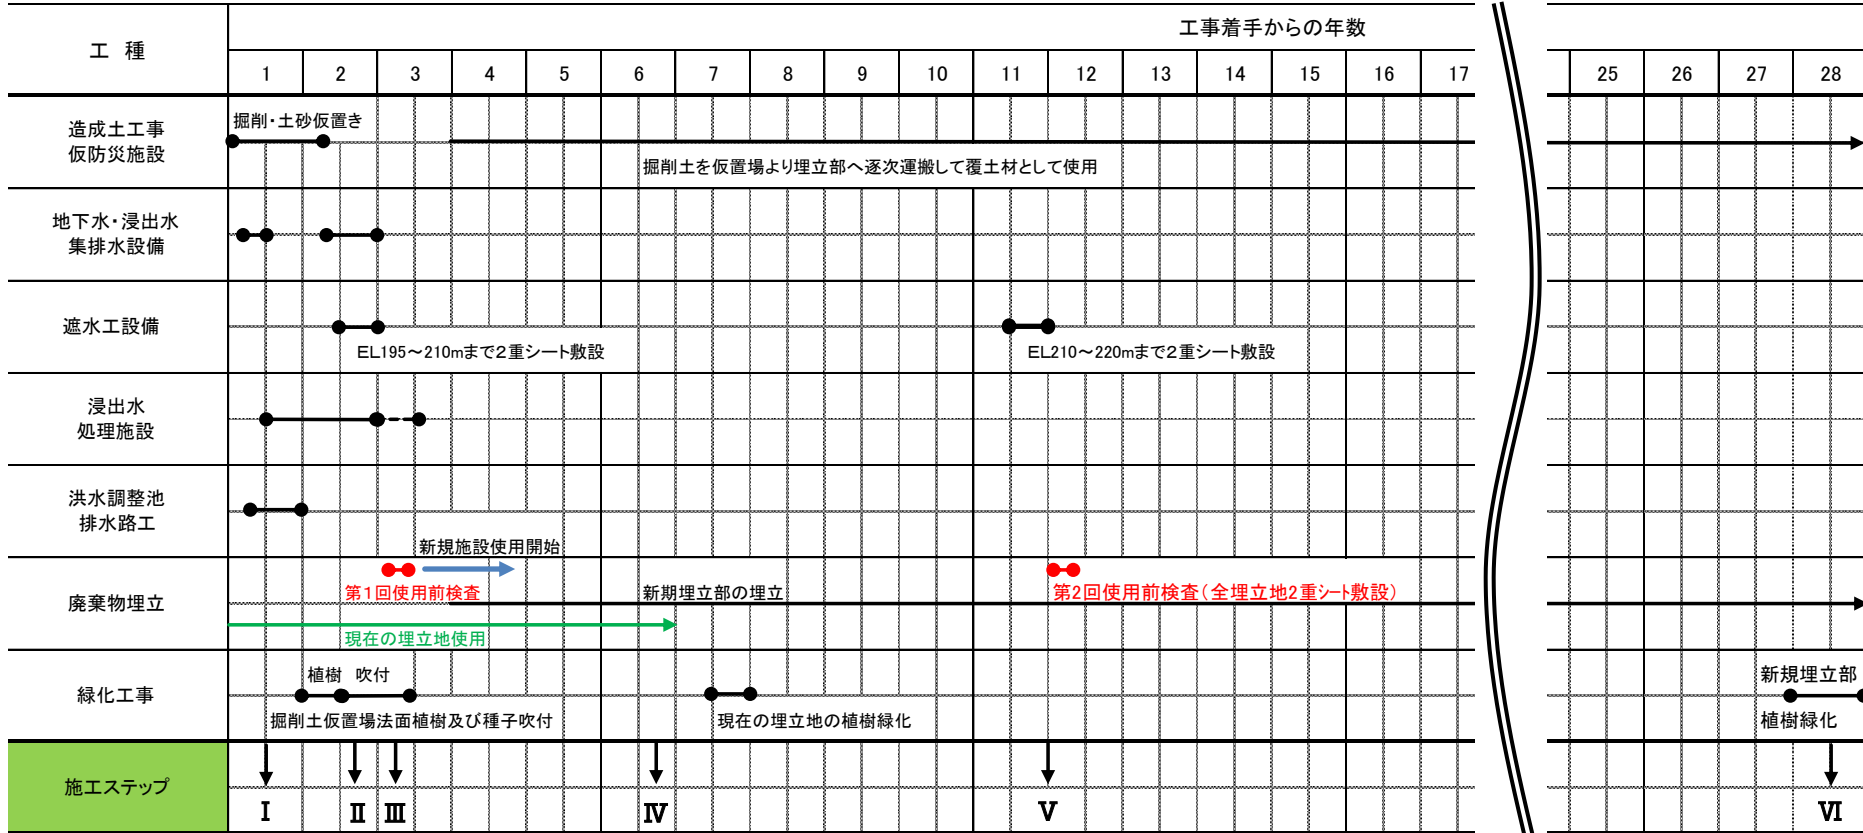 工 種
工事着手からの年数
1 2 3 4 5 6 7 8 9 10 11 12 13 14 15 16 17 25 26 27 28
造成土工事
仮防災施設
掘削・土砂仮置き
掘削土を仮置場より埋立部へ逐次運搬して覆土材として使用
地下水・浸出水
集排水設備
遮水工設備
EL195～210mまで2重シート敷設
EL210～220mまで2重シート敷設
浸出水
処理施設
洪水調整池
排水路工
廃棄物埋立
新規施設使用開始
第1回使用前検査
新期埋立部の埋立
第2回使用前検査(全埋立地2重シート敷設)
現在の埋立地使用
緑化工事
植樹 吹付
掘削土仮置場法面植樹及び種子吹付
現在の埋立地の植樹緑化
新規埋立部
植樹緑化
施工ステップ
Ⅰ Ⅱ Ⅲ Ⅳ Ⅴ Ⅵ